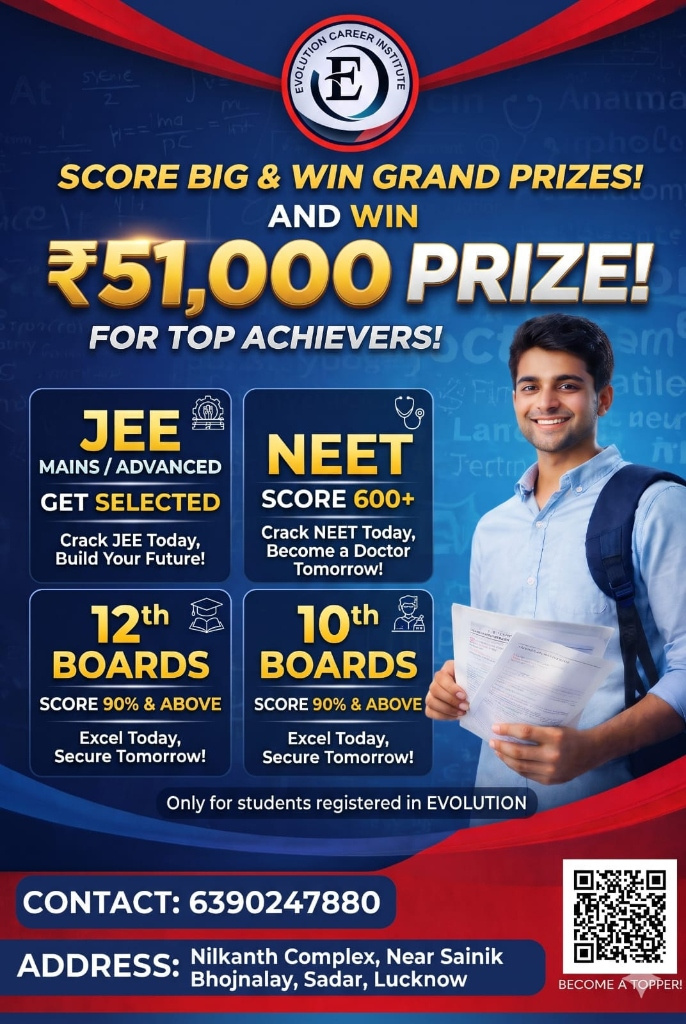 EVOLUTION CAREER INSTITUTE
E
SCORE BIG & WIN GRAND PRIZES!
AND WIN
₹51,000 PRIZE!
FOR TOP ACHIEVERS!
JEE
MAINS / ADVANCED
GET SELECTED
Crack JEE Today,
Build Your Future!
NEET
SCORE 600+
Crack NEET Today,
Become a Doctor
Tomorrow!
12th
BOARDS
SCORE 90% & ABOVE
Excel Today,
Secure Tomorrow!
10th
BOARDS
SCORE 90% & ABOVE
Excel Today,
Secure Tomorrow!
Only for students registered in EVOLUTION
CONTACT: 6390247880
ADDRESS: Nilkanth Complex, Near Sainik
Bhojnalay, Sadar, Lucknow
BECOME A TOPPER!